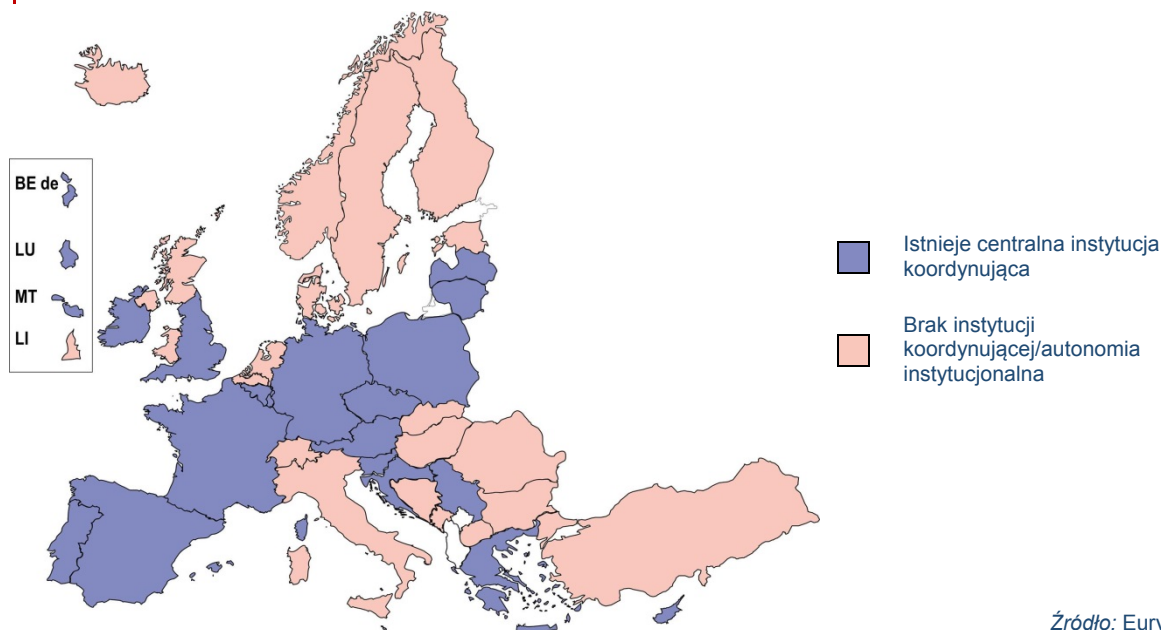 BE de
LU
MT
LI
Istnieje centralna instytucja
koordynująca
Brak instytucji
koordynującej/autonomia
instytucjonalna
Źródło: